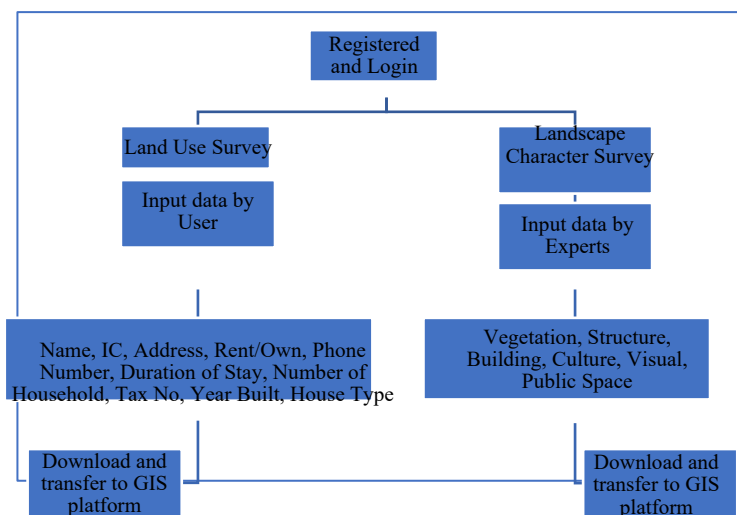 Registered
and Login
Land Use Survey
Landscape
Character Survey
Input data by
User
Input data by
Experts
Name, IC, Address, Rent/Own, Phone
Number, Duration of Stay, Number of
Household, Tax No, Year Built, House Type
Vegetation, Structure,
Building, Culture, Visual,
Public Space
Download and
transfer to GIS
platform
Download and
transfer to GIS
platform